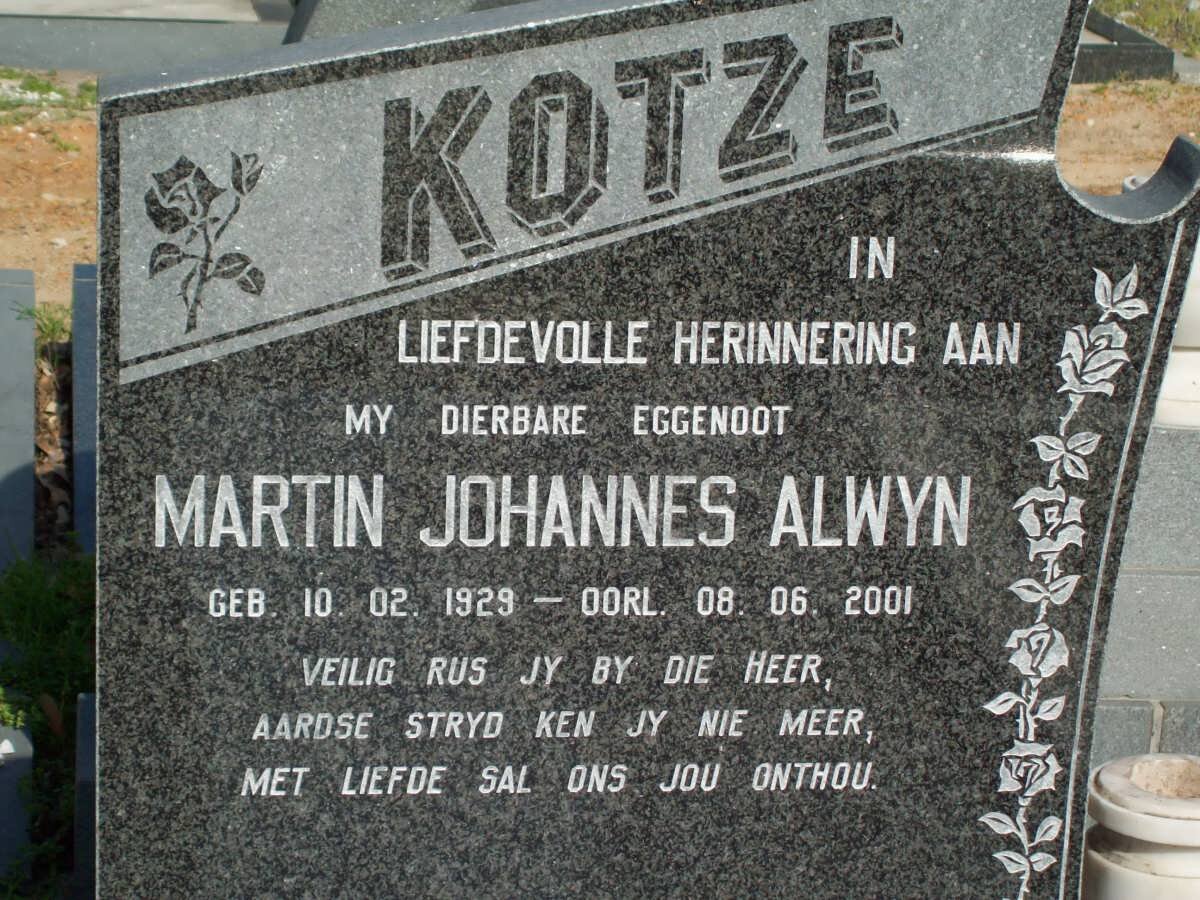 KOTZE
IN
LIEFDEVOLLE HERINNERING AAN
MY DIERBARE EGGENOOT
MARTIN JOHANNES ALWYN
GEB. 10. 02. 1929 — OORL. 08. 06. 2001
VEILIG RUS JY BY DIE HEER,
AARDSE STRYD KEN JY NIE MEER,
MET LIEFDE SAL ONS JOU ONTHOU.